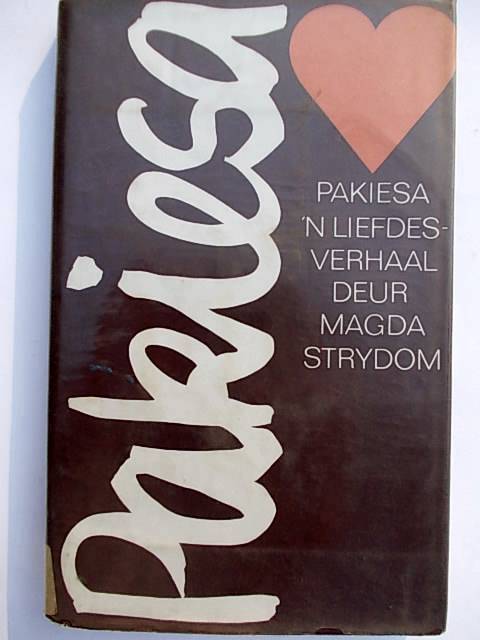 Pakiesa
PAKIESA
'N LIEFDES-
VERHAAL
DEUR
MAGDA
STRYDOM